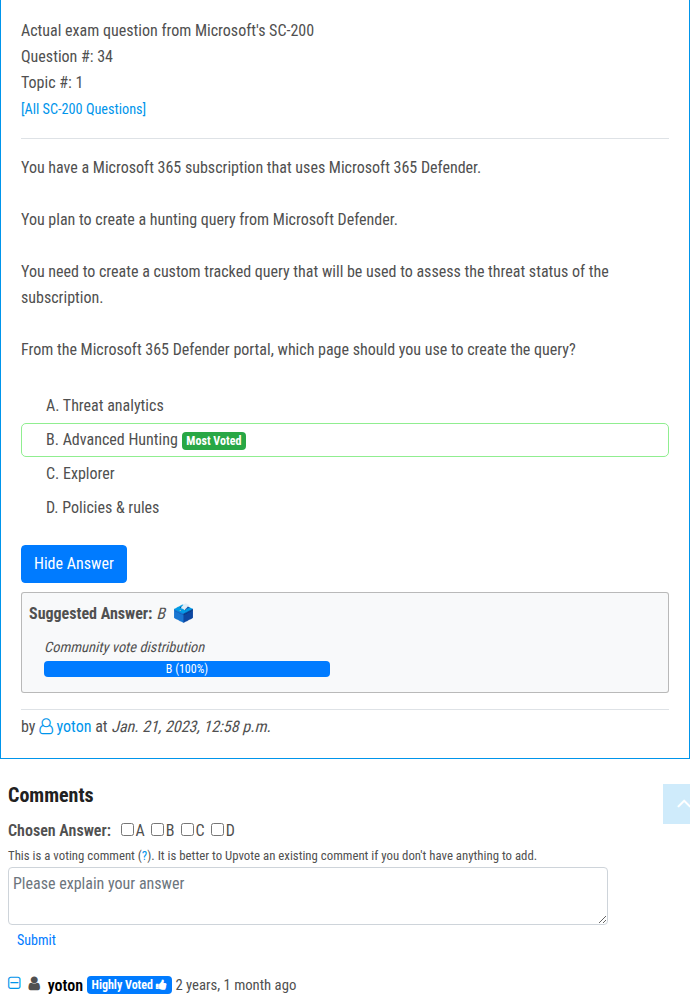 Actual exam question from Microsoft's SC-200
Question #: 34
Topic #: 1
[All SC-200 Questions]
You have a Microsoft 365 subscription that uses Microsoft 365 Defender.
You plan to create a hunting query from Microsoft Defender.
You need to create a custom tracked query that will be used to assess the threat status of the
subscription.
From the Microsoft 365 Defender portal, which page should you use to create the query?
A. Threat analytics
B. Advanced Hunting Most Voted
C. Explorer
D. Policies & rules
Hide Answer
Suggested Answer: B
Community vote distribution
B (100%)
by yoton at Jan. 21, 2023, 12:58 p.m.
Comments
Chosen Answer: A B C D
This is a voting comment (?). It is better to Upvote an existing comment if you don't have anything to add.
Please explain your answer
Submit
yoton Highly Voted 2 years, 1 month ago